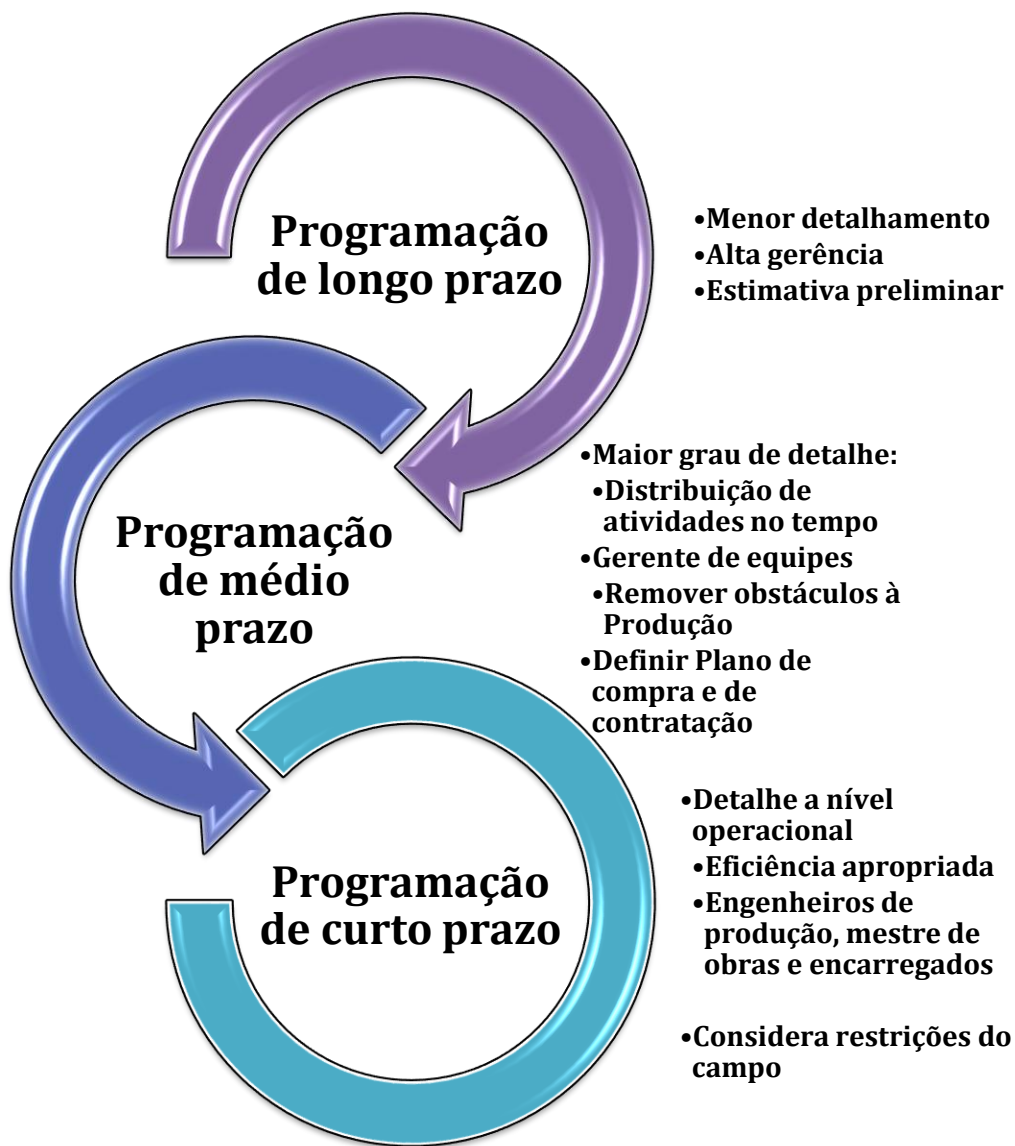 Programação
de longo prazo
•Menor detalhamento
•Alta gerência
•Estimativa preliminar
Programação
de médio
prazo
•Maior grau de detalhe:
•Distribuição de
atividades no tempo
•Gerente de equipes
•Remover obstáculos à
Produção
•Definir Plano de
compra e de
contratação
Programação
de curto prazo
•Detalhe a nível
operacional
•Eficiência apropriada
•Engenheiros de
produção, mestre de
obras e encarregados
•Considera restrições do
campo